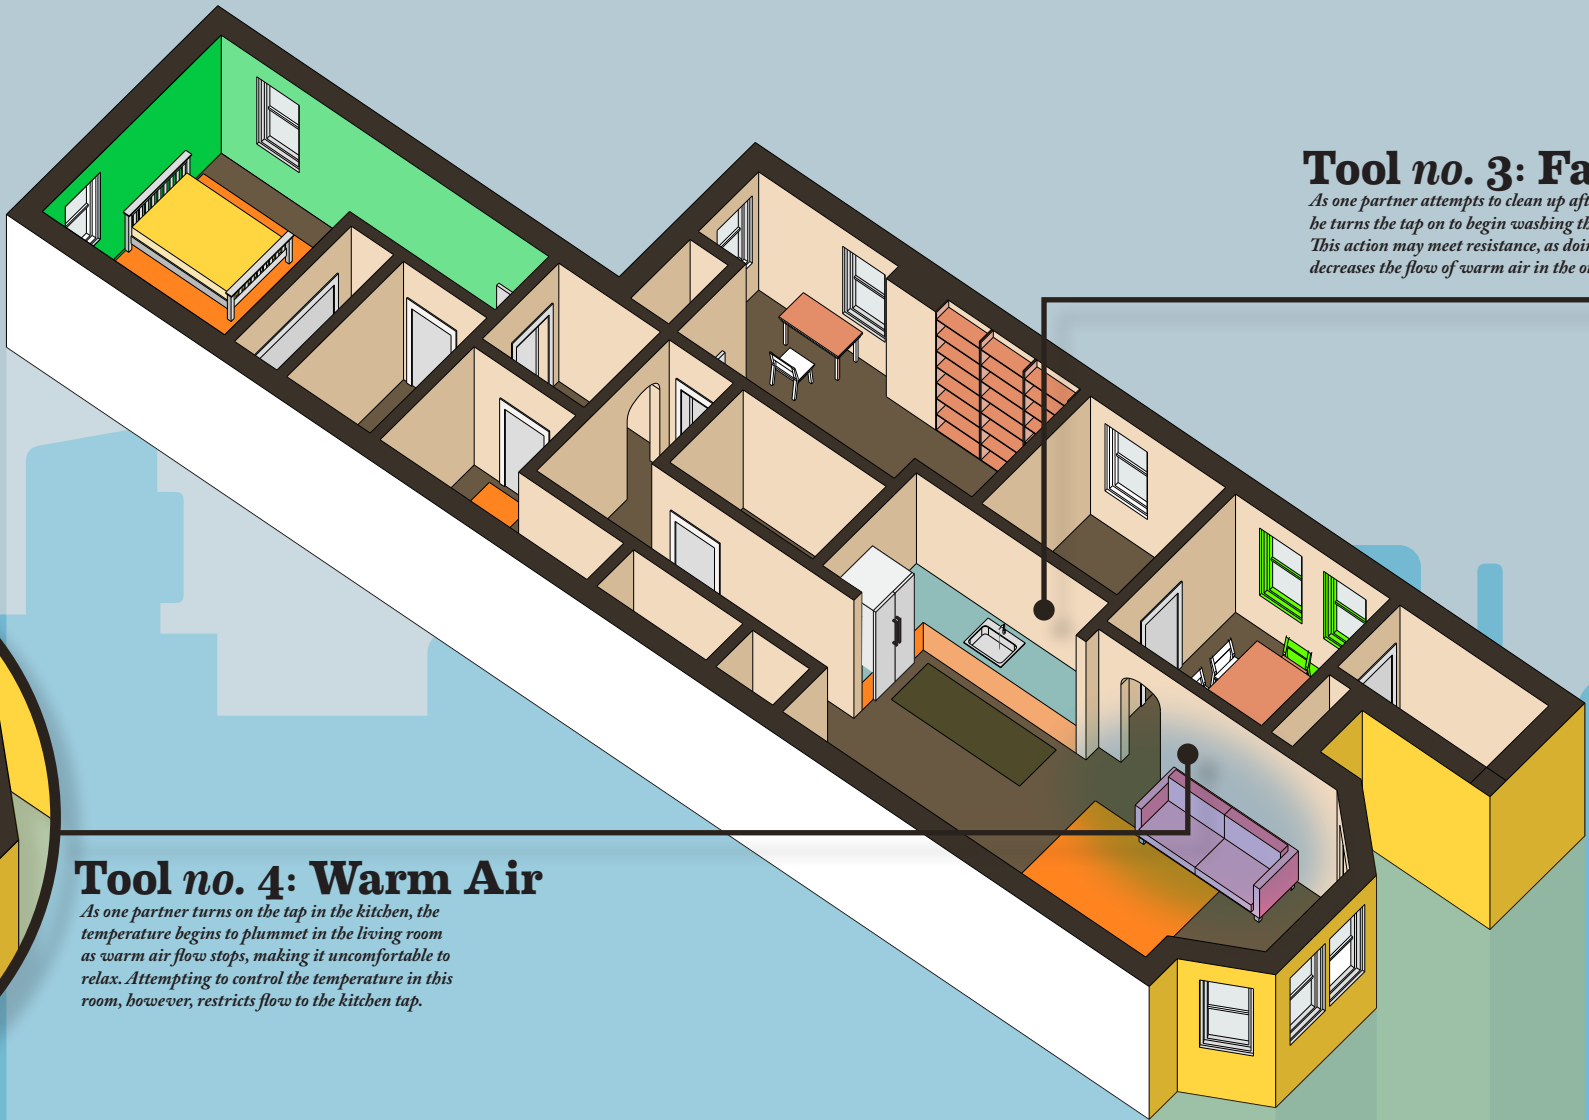 Tool no. 3: Fa
As one partner attempts to clean up aft
he turns the tap on to begin washing th
This action may meet resistance, as doin
decreases the flow of warm air in the o
Tool no. 4: Warm Air
As one partner turns on the tap in the kitchen, the
temperature begins to plummet in the living room
as warm air flow stops, making it uncomfortable to
relax. Attempting to control the temperature in this
room, however, restricts flow to the kitchen tap.